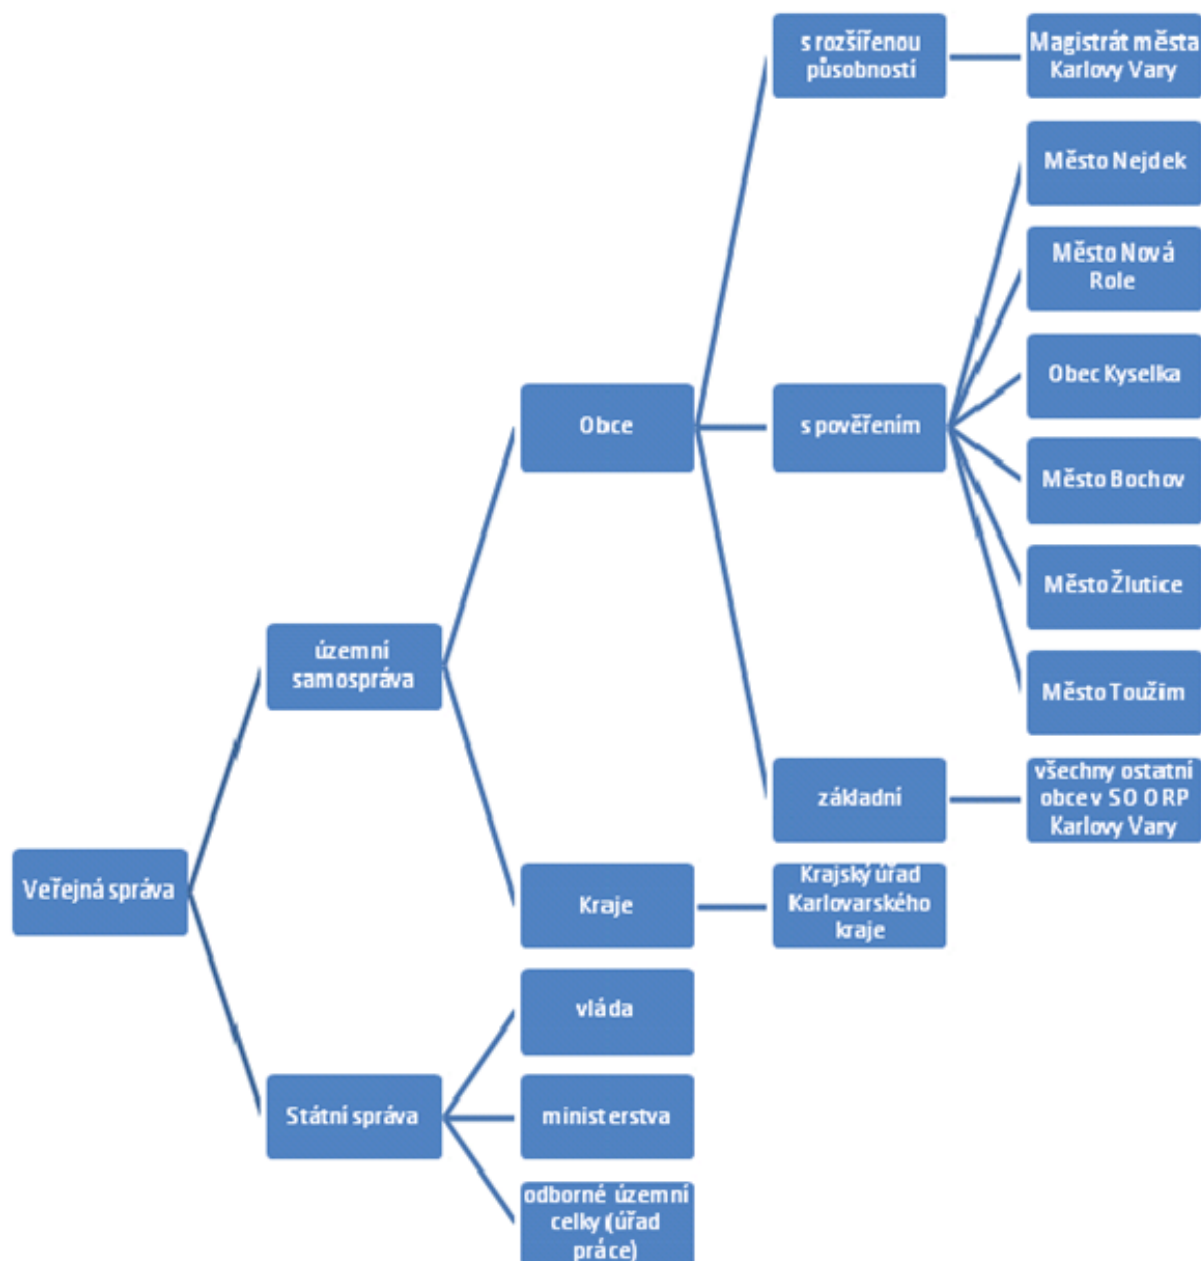 s rozšířenou
působností
Magistrát města
Karlovy Vary
Město Nejdek
Město Nová
Role
Obec Kyselka
Obce
s pověřením
Město Bochov
Město Žlutice
územní
samospráva
Město Toužim
základní
všechny ostatní
obce v SO ORP
Karlovy Vary
Veřejná správa
Kraje
Krajský úřad
Karlovarského
kraje
vláda
Státní správa
ministerstva
odborné územní
celky (úřad
práce)